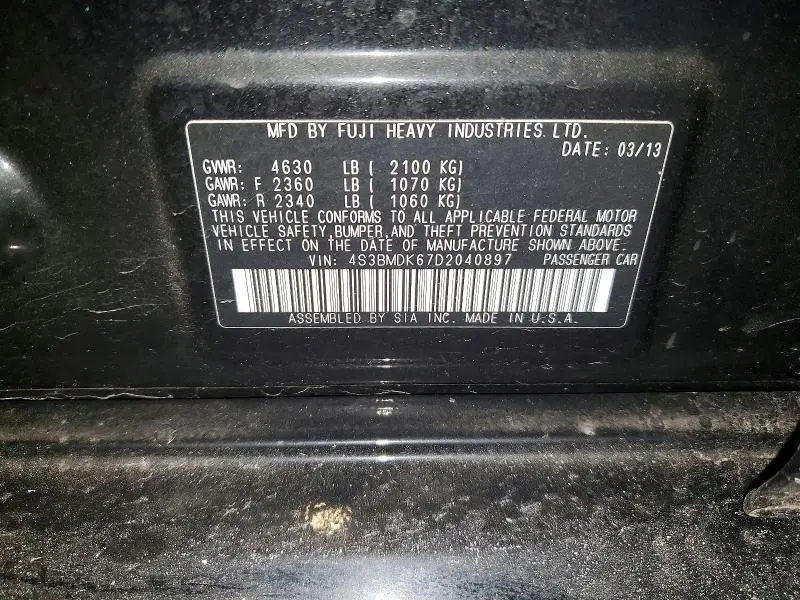 MFD BY FUJI HEAVY INDUSTRIES LTD.
DATE: 03/13
GVWR: 4630 LB ( 2100 KG)
GAWR: F 2360 LB ( 1070 KG)
GAWR: R 2340 LB ( 1060 KG)
THIS VEHICLE CONFORMS TO ALL APPLICABLE FEDERAL MOTOR
VEHICLE SAFETY,BUMPER,AND THEFT PREVENTION STANDARDS
IN EFFECT ON THE DATE OF MANUFACTURE SHOWN ABOVE.
VIN: 4S3BMDK67D2040897 PASSENGER CAR
ASSEMBLED BY SIA INC. MADE IN U.S.A.